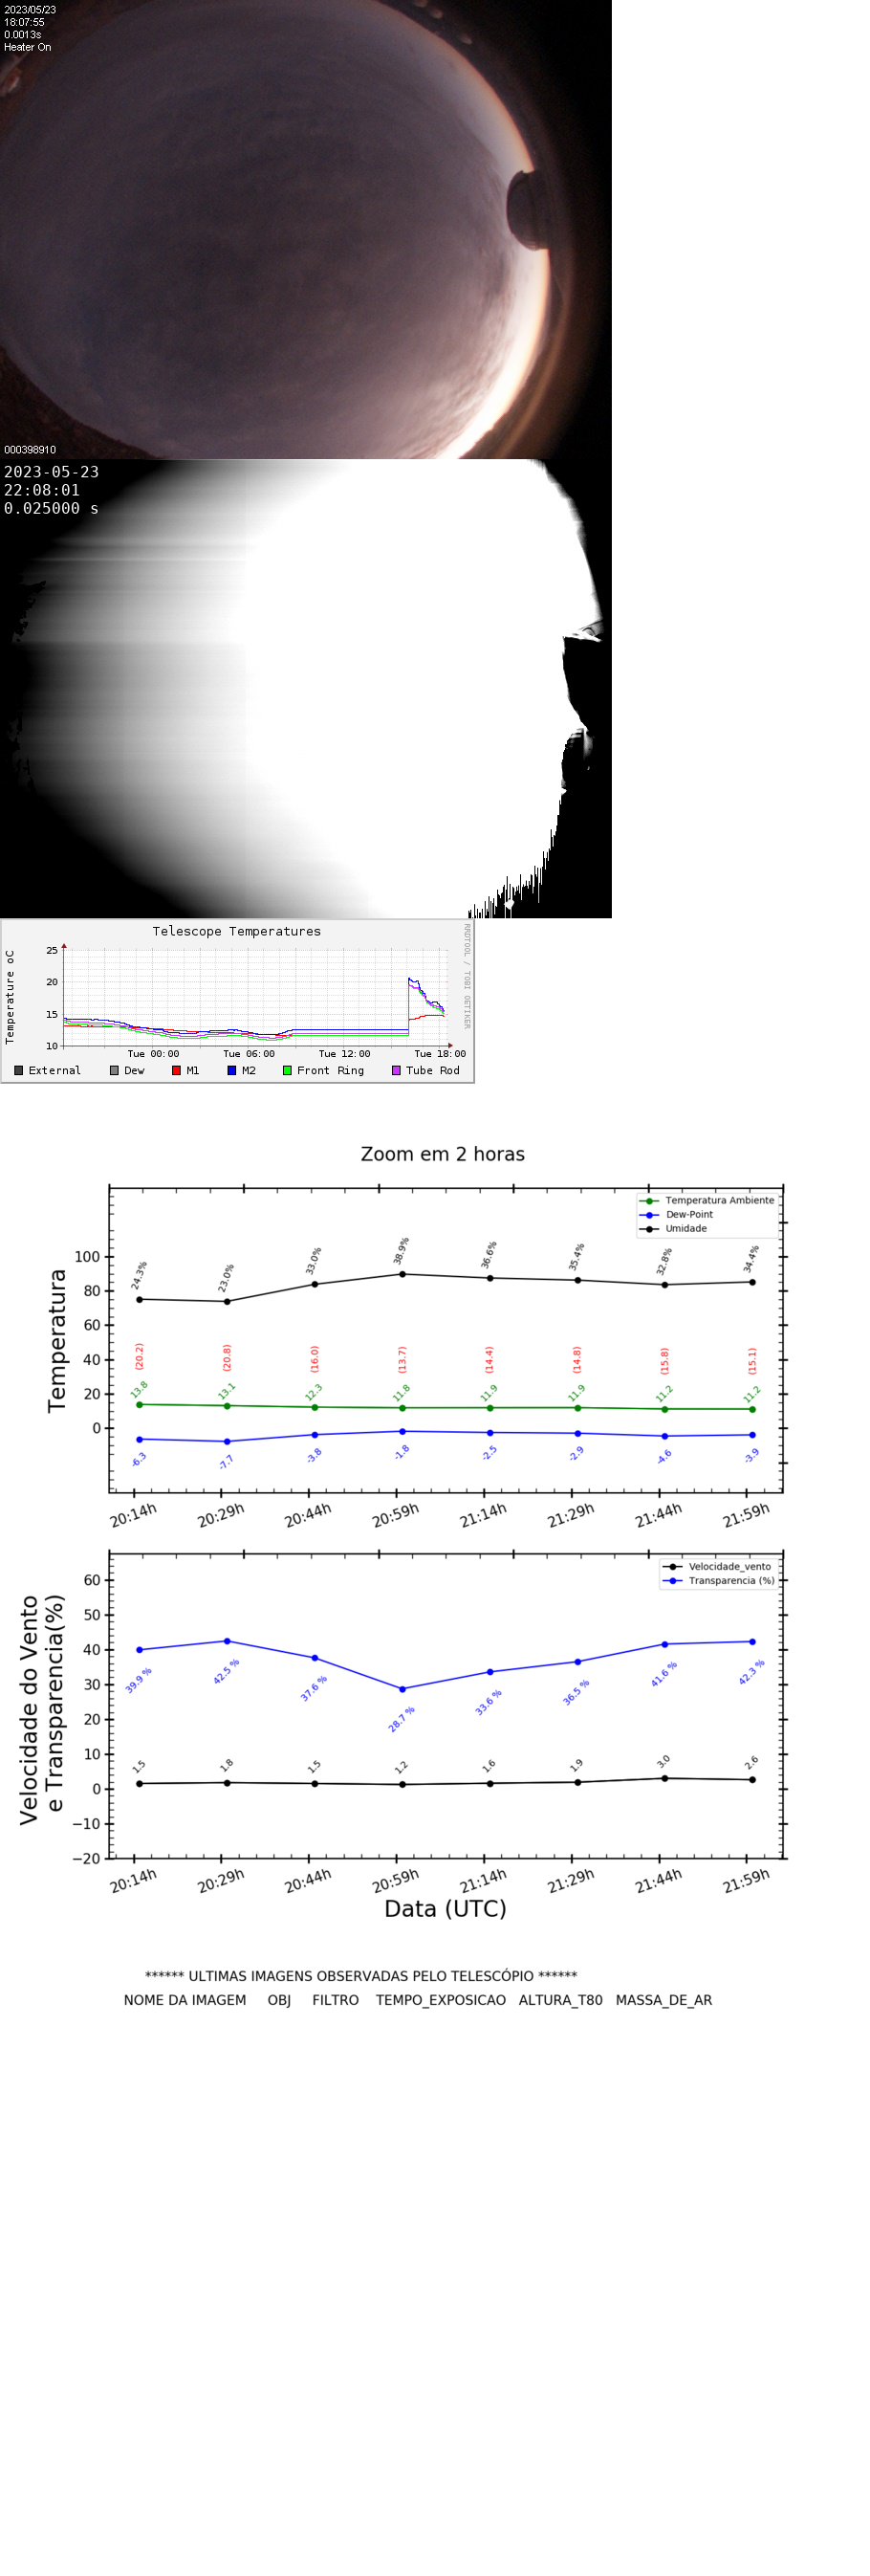 2023/05/23
18:07:55
0.0013s
Heater On
000398910
2023-05-23
22:08:01
0.025000 s
Telescope Temperatures
RRDTOOL / TOBI OETIKER
Temperature oC
25
20
15
10
Tue 00:00 Tue 06:00 Tue 12:00 Tue 18:00
External Dew M1 M2 Front Ring Tube Rod
Zoom em 2 horas
Temperatura Ambiente
Dew-Point
Umidade
Temperatura
100
80
60
40
20
0
24.3% 23.0% 33.0% 38.9% 36.6% 35.4% 32.8% 34.4%
(20.2) (20.8) (16.0) (13.7) (14.4) (14.8) (15.8) (15.1)
13.8 13.1 12.3 11.8 11.9 11.9 11.2 11.2
-6.3 -7.7 -3.8 -1.8 -2.5 -2.9 -4.6 -3.9
20:14h 20:29h 20:44h 20:59h 21:14h 21:29h 21:44h 21:59h
Velocidade_vento
Transparencia (%)
Velocidade do Vento
e Transparencia(%)
60
50
40
30
20
10
0
−10
−20
39.9 % 42.5 % 37.6 % 28.7 % 33.6 % 36.5 % 41.6 % 42.3 %
1.5 1.8 1.5 1.2 1.6 1.9 3.0 2.6
20:14h 20:29h 20:44h 20:59h 21:14h 21:29h 21:44h 21:59h
Data (UTC)
****** ULTIMAS IMAGENS OBSERVADAS PELO TELESCÓPIO ******
NOME DA IMAGEM OBJ FILTRO TEMPO_EXPOSICAO ALTURA_T80 MASSA_DE_AR